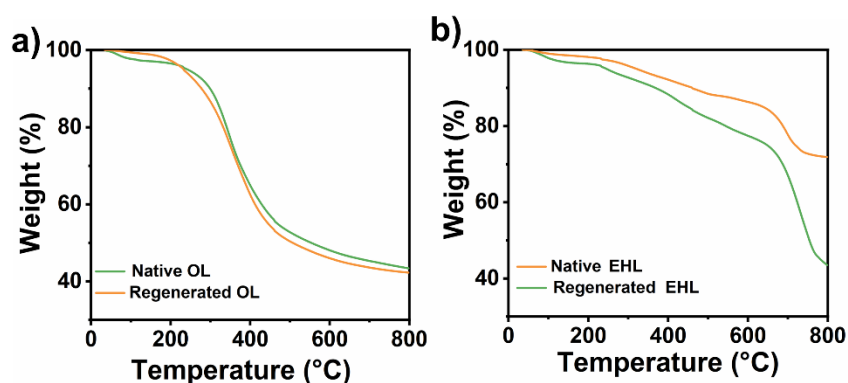 a)
100
80
60
40
Weight (%)
Native OL
Regenerated OL
0 200 400 600 800
Temperature (°C)
b)
100
80
60
40
Weight (%)
Native EHL
Regenerated EHL
0 200 400 600 800
Temperature (°C)